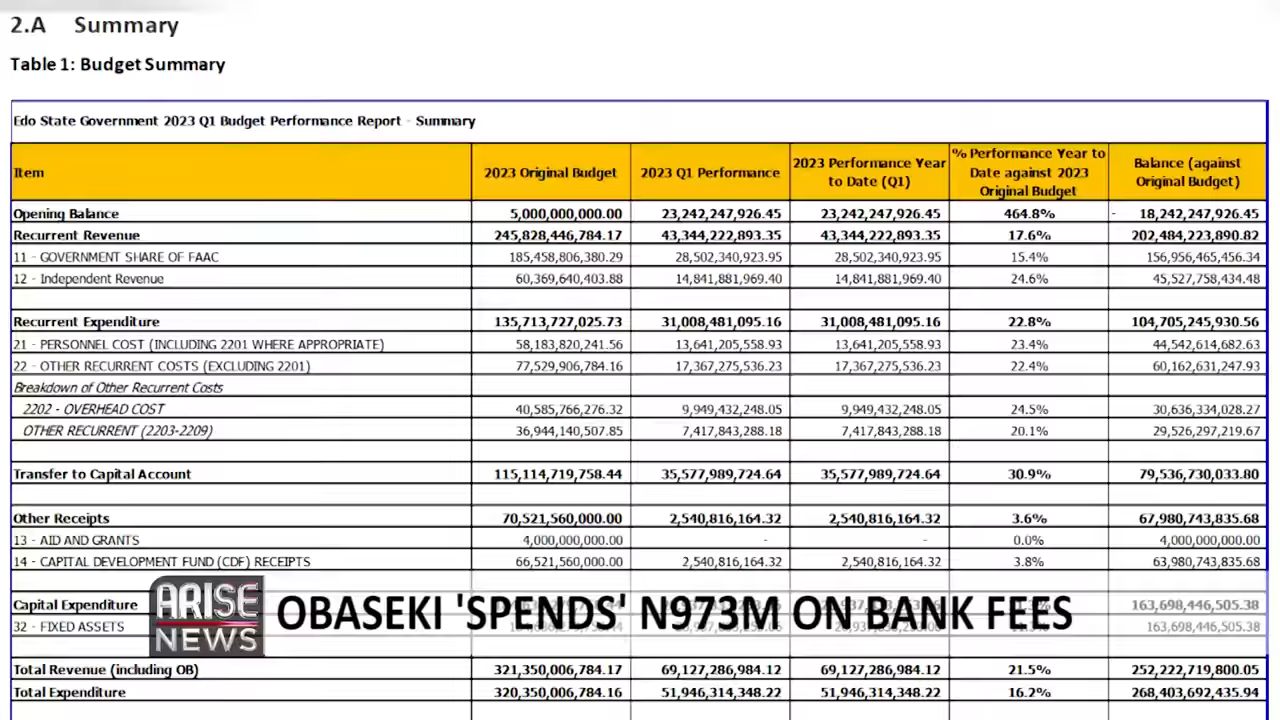 2.A Summary
Table 1: Budget Summary
Edo State Government 2023 Q1 Budget Performance Report - Summary
Item 2023 Original Budget 2023 Q1 Performance 2023 Performance Year to Date (Q1) % Performance Year to Date against 2023 Original Budget Balance (against Original Budget)
Opening Balance 5,000,000,000.00 23,242,247,926.45 23,242,247,926.45 464.8% - 18,242,247,926.45
Recurrent Revenue 245,828,446,784.17 43,344,222,893.35 43,344,222,893.35 17.6% 202,484,223,890.82
11 - GOVERNMENT SHARE OF FAAC 185,458,806,380.29 28,502,340,923.95 28,502,340,923.95 15.4% 156,956,465,456.34
12 - Independent Revenue 60,369,640,403.88 14,841,881,969.40 14,841,881,969.40 24.6% 45,527,758,434.48
Recurrent Expenditure 135,713,727,025.73 31,008,481,095.16 31,008,481,095.16 22.8% 104,705,245,930.56
21 - PERSONNEL COST (INCLUDING 2201 WHERE APPROPRIATE) 58,183,820,241.56 13,641,205,558.93 13,641,205,558.93 23.4% 44,542,614,682.63
22 - OTHER RECURRENT COSTS (EXCLUDING 2201) 77,529,906,784.16 17,367,275,536.23 17,367,275,536.23 22.4% 60,162,631,247.93
Breakdown of Other Recurrent Costs
2202 - OVERHEAD COST 40,585,766,276.32 9,949,432,248.05 9,949,432,248.05 24.5% 30,636,334,028.27
OTHER RECURRENT (2203-2209) 36,944,140,507.85 7,417,843,288.18 7,417,843,288.18 20.1% 29,526,297,219.67
Transfer to Capital Account 115,114,719,758.44 35,577,989,724.64 35,577,989,724.64 30.9% 79,536,730,033.80
Other Receipts 70,521,560,000.00 2,540,816,164.32 2,540,816,164.32 3.6% 67,980,743,835.68
13 - AID AND GRANTS 4,000,000,000.00 - - 0.0% 4,000,000,000.00
14 - CAPITAL DEVELOPMENT FUND (CDF) RECEIPTS 66,521,560,000.00 2,540,816,164.32 2,540,816,164.32 3.8% 63,980,743,835.68
Capital Expenditure 163,698,446,505.38
32 - FIXED ASSETS 163,698,446,505.38
ARISE NEWS
OBASEKI 'SPENDS' N973M ON BANK FEES
Total Revenue (including OB) 321,350,006,784.17 69,127,286,984.12 69,127,286,984.12 21.5% 252,222,719,800.05
Total Expenditure 320,350,006,784.16 51,946,314,348.22 51,946,314,348.22 16.2% 268,403,692,435.94